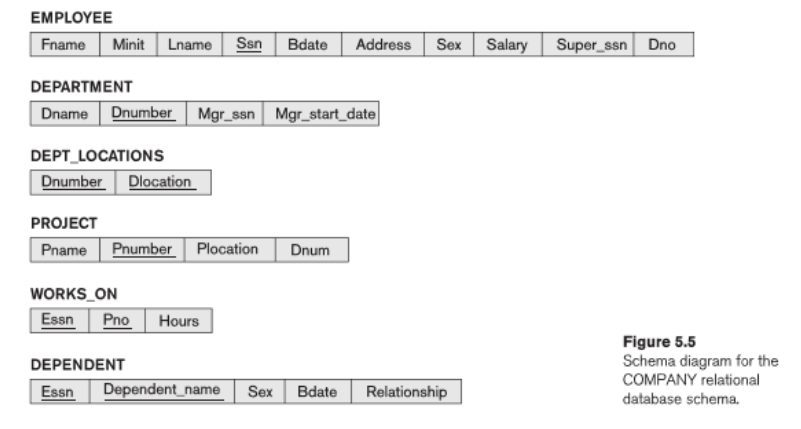 EMPLOYEE
Fname Minit Lname Ssn Bdate Address Sex Salary Super_ssn Dno
DEPARTMENT
Dname Dnumber Mgr_ssn Mgr_start_date
DEPT_LOCATIONS
Dnumber Dlocation
PROJECT
Pname Pnumber Plocation Dnum
WORKS_ON
Essn Pno Hours
DEPENDENT
Essn Dependent_name Sex Bdate Relationship
Figure 5.5
Schema diagram for the
COMPANY relational
database schema.